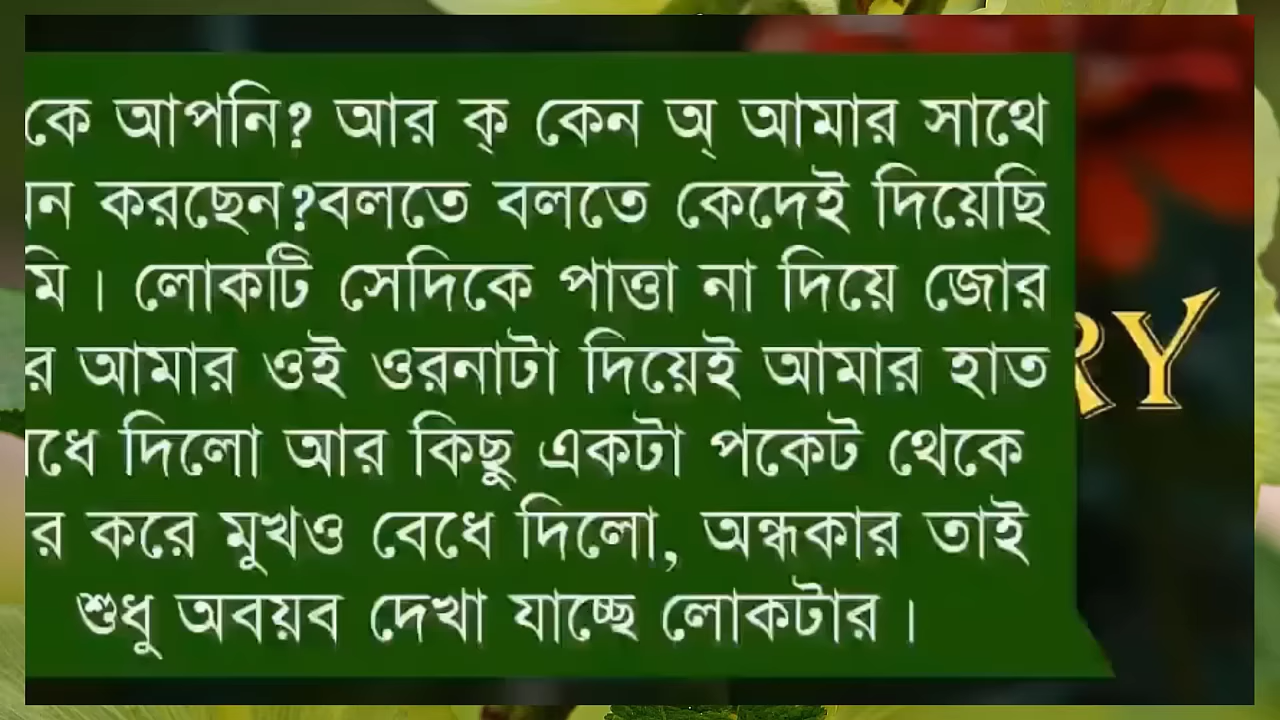 কে আপনি? আর ক্ কেন অ্ আমার সাথে
করছেন?বলতে বলতে কেদেই দিয়েছি
মি। লোকটি সেদিকে পাত্তা না দিয়ে জোর
র আমার ওই ওরনাটা দিয়েই আমার হাত
ধে দিলো আর কিছু একটা পকেট থেকে
র করে মুখও বেধে দিলো, অন্ধকার তাই
শুধু অবয়ব দেখা যাচ্ছে লোকটার।
RY